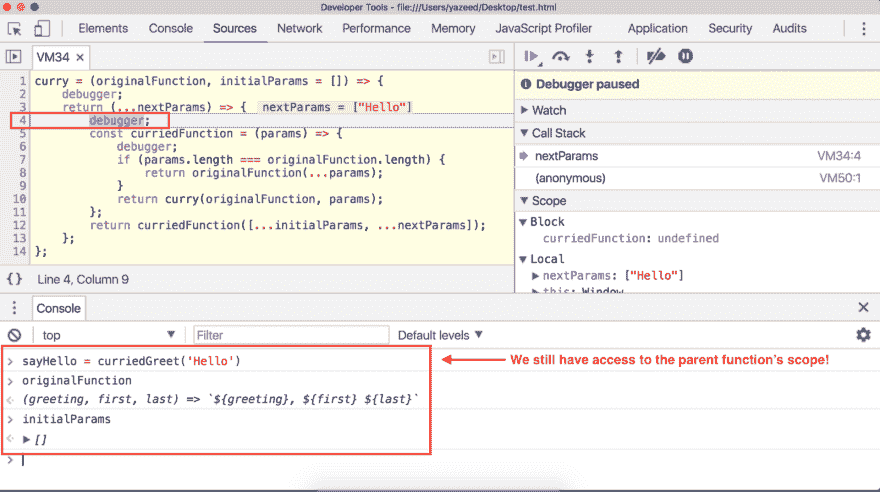 Developer Tools - file:///Users/yazeed/Desktop/test.html
Elements Console Sources Network Performance Memory JavaScript Profiler Application Security Audits
VM34 ×
1 curry = (originalFunction, initialParams = []) => {
2 debugger;
3 return (...nextParams) => { nextParams = ["Hello"]
4 debugger;
5 const curriedFunction = (params) => {
6 debugger;
7 if (params.length === originalFunction.length) {
8 return originalFunction(...params);
9 }
10 return curry(originalFunction, params);
11 };
12 return curriedFunction([...initialParams, ...nextParams]);
13 };
14 };
{} Line 4, Column 9
Debugger paused
Watch
Call Stack
nextParams VM34:4
(anonymous) VM50:1
Scope
Block
curriedFunction: undefined
Local
nextParams: ["Hello"]
this: Window
Console
top Filter Default levels
> sayHello = curriedGreet('Hello')
> originalFunction
(greeting, first, last) => `${greeting}, ${first} ${last}`
> initialParams
[]
>
We still have access to the parent function's scope!